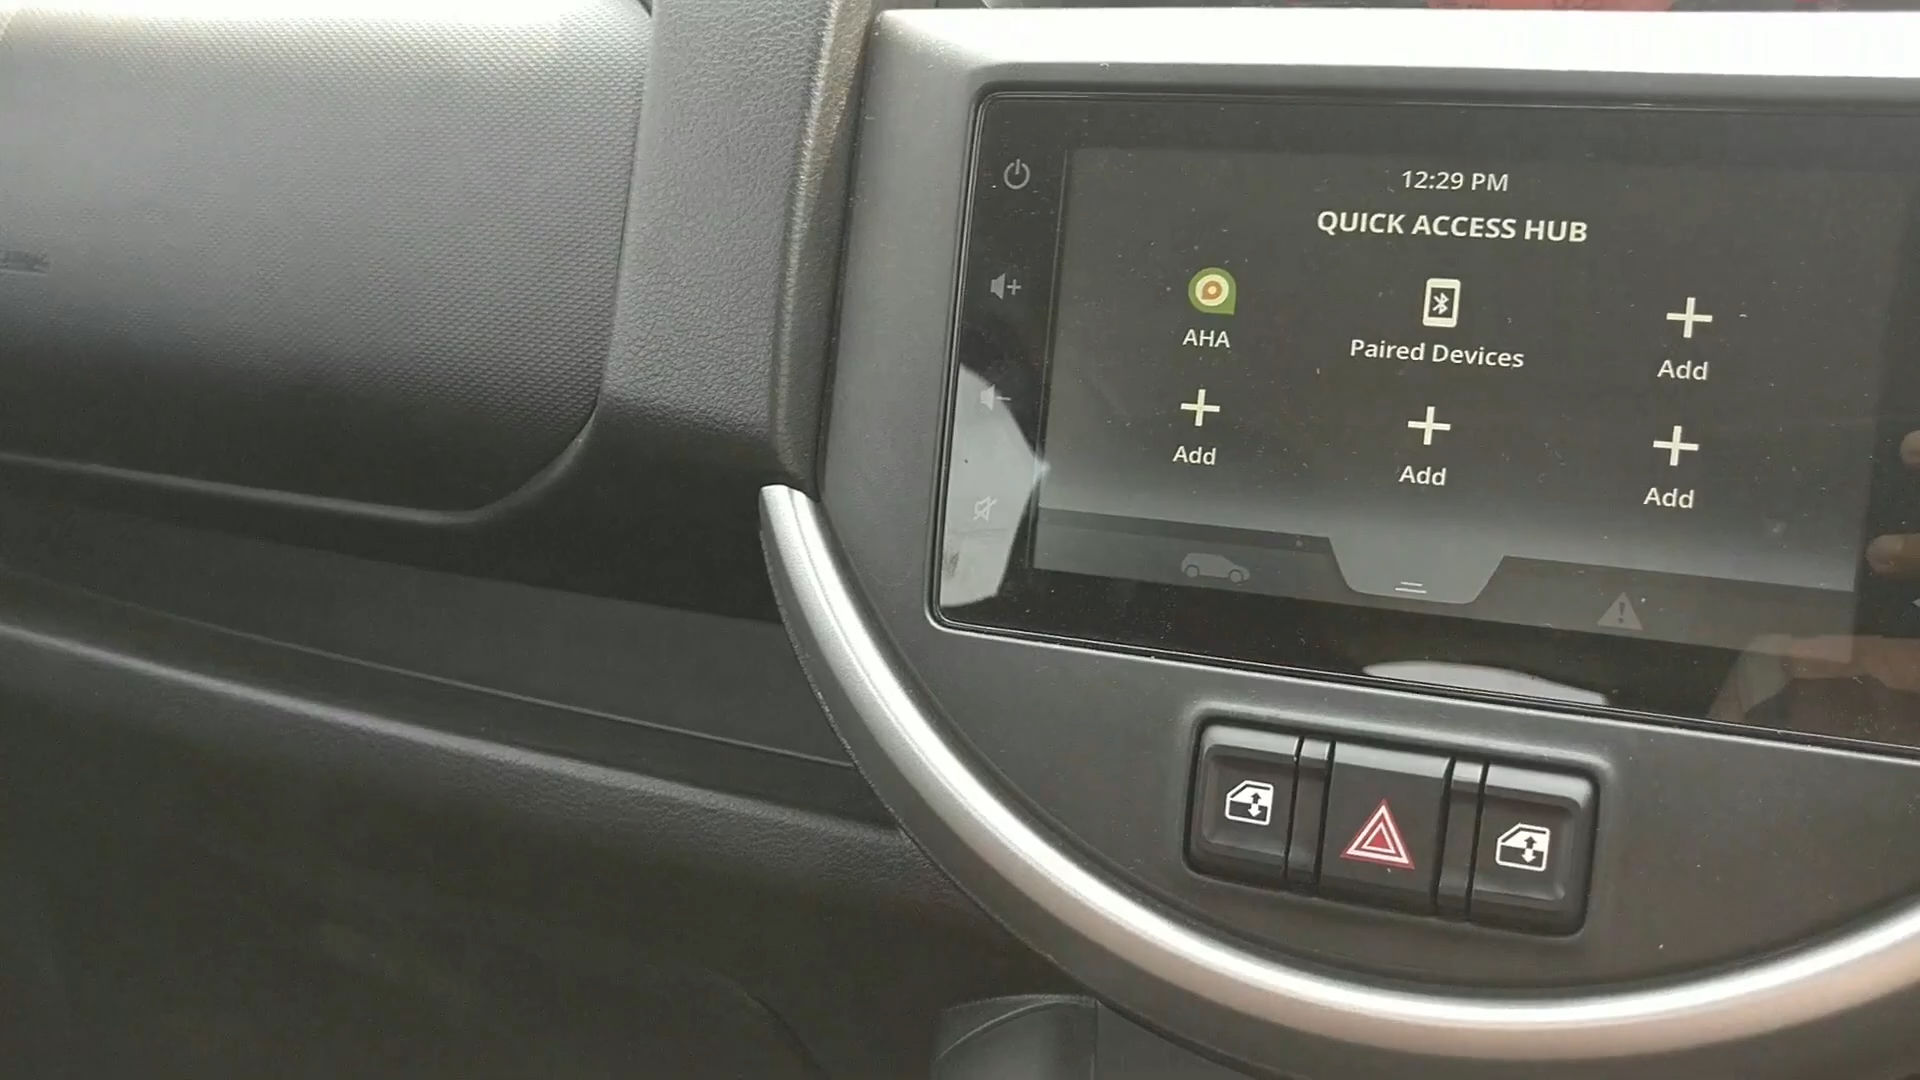 12:29 PM
QUICK ACCESS HUB
AHA
Paired Devices
Add
Add
Add
Add